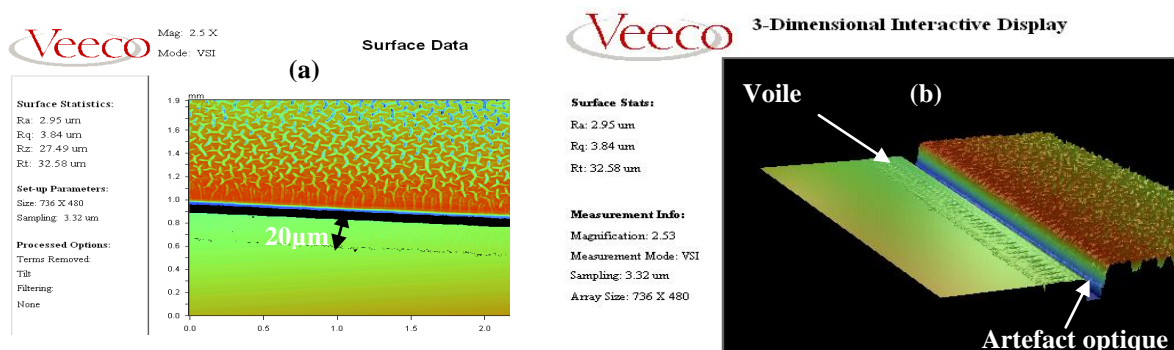 Veeco
Mag: 2.5 X
Mode: VSI
Surface Data
(a)
Surface Statistics:
Ra: 2.95 um
Rq: 3.84 um
Rz: 27.49 um
Rt: 32.58 um
Set-up Parameters:
Size: 736 X 480
Sampling: 3.32 um
Processed Options:
Terms Removed:
Tilt
Filtering:
None
mm
1.9
1.6
1.4
1.2
1.0
0.8
0.6
0.4
0.2
0.0
0.0 0.5 1.0 1.5 2.0
20µm
Veeco
3-Dimensional Interactive Display
Surface Stats:
Ra: 2.95 um
Rq: 3.84 um
Rt: 32.58 um
Measurement Info:
Magnification: 2.53
Measurement Mode: VSI
Sampling: 3.32 um
Array Size: 736 X 480
Voile
(b)
Artefact optique